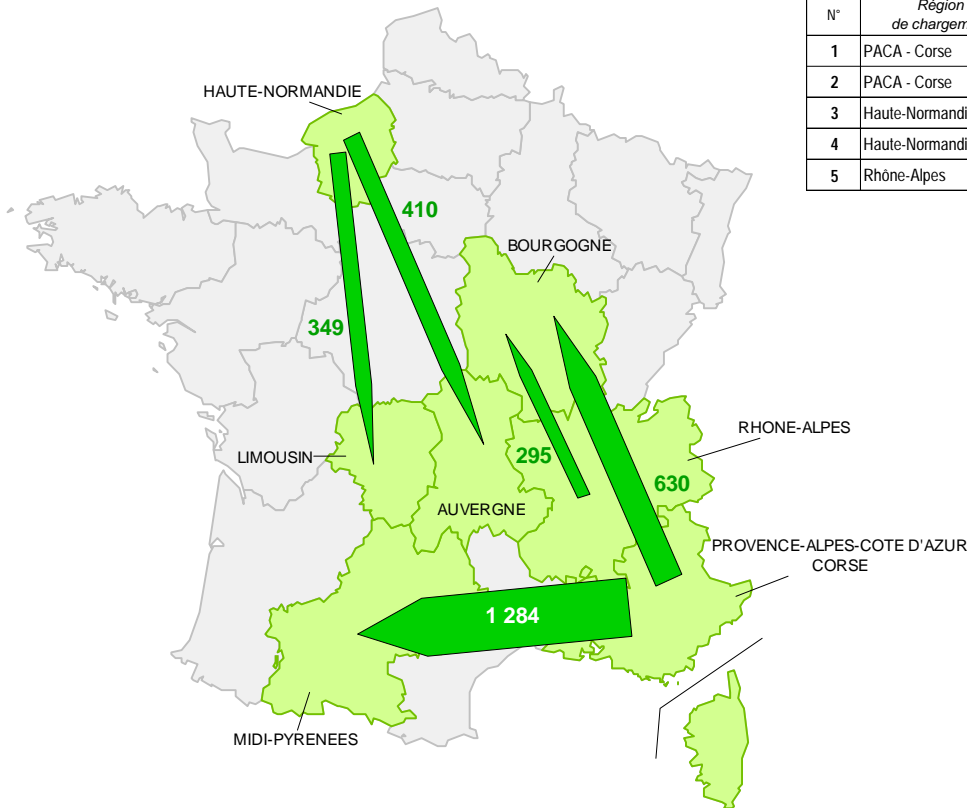 N°
Région
de chargem
1 PACA - Corse
2 PACA - Corse
3 Haute-Normandi
4 Haute-Normandi
5 Rhône-Alpes
HAUTE-NORMANDIE
410
BOURGOGNE
349
RHONE-ALPES
LIMOUSIN
295
630
AUVERGNE
PROVENCE-ALPES-COTE D'AZUR
CORSE
1 284
MIDI-PYRENEES